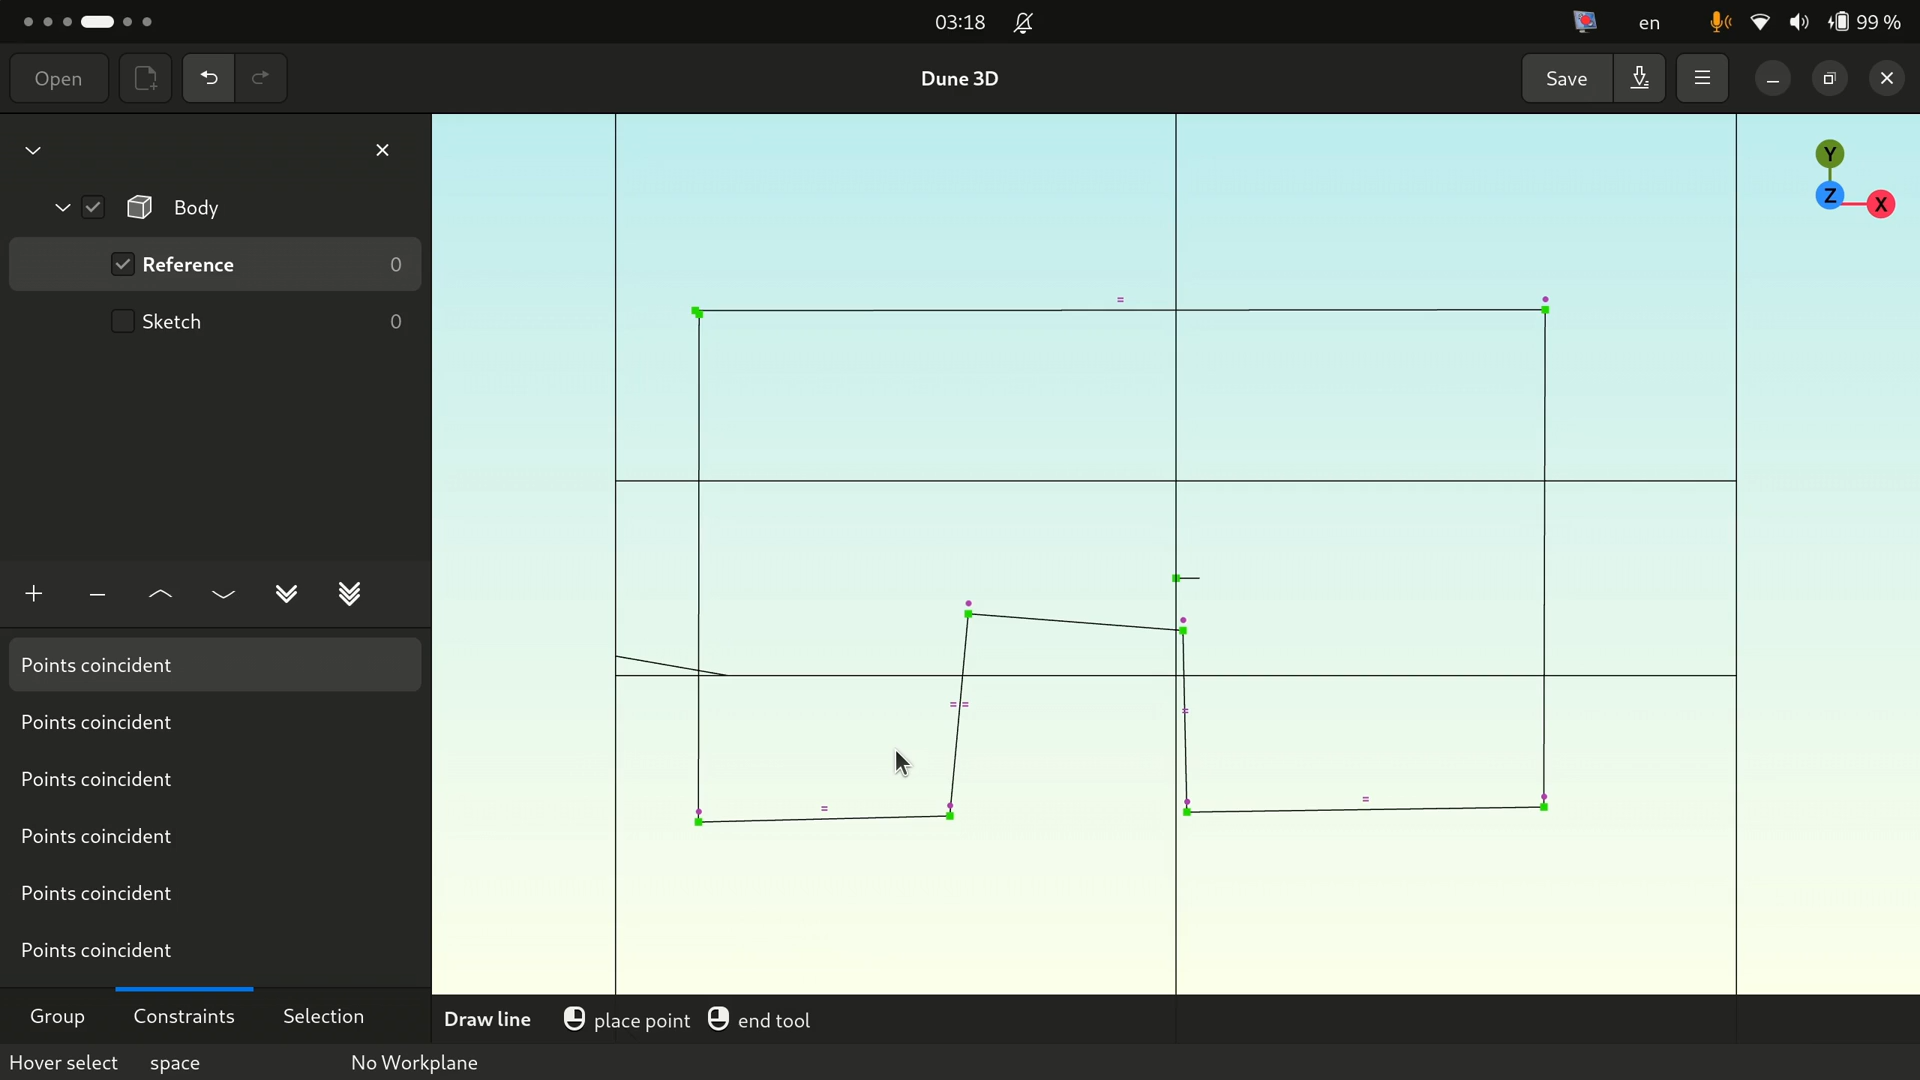 03:18
en
99 %
Open
Dune 3D
Save
Body
Reference 0
Sketch 0
Y
Z
X
Points coincident
Points coincident
Points coincident
Points coincident
Points coincident
Points coincident
Group
Constraints
Selection
Draw line
place point
end tool
Hover select
space
No Workplane